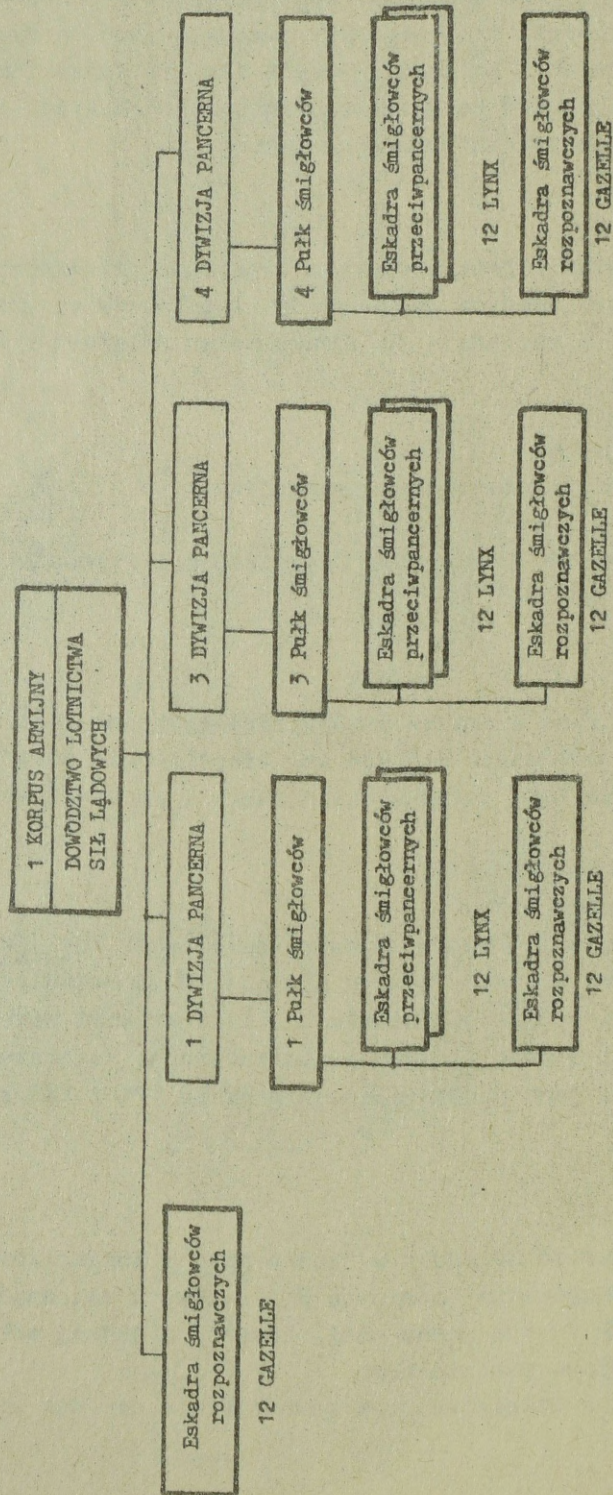 1 KORPUS ARMIJNY
DOWÓDZTWO LOTNICTWA
SIŁ LĄDOWYCH
Eskadra śmigłowców
rozpoznawczych
12 GAZELLE
1 DYWIZJA PANCERNA
1 Pułk śmigłowców
Eskadra śmigłowców
przeciwpancernych
12 LYNX
Eskadra śmigłowców
rozpoznawczych
12 GAZELLE
3 DYWIZJA PANCERNA
3 Pułk śmigłowców
Eskadra śmigłowców
przeciwpancernych
12 LYNX
Eskadra śmigłowców
rozpoznawczych
12 GAZELLE
4 DYWIZJA PANCERNA
4 Pułk śmigłowców
Eskadra śmigłowców
przeciwpancernych
12 LYNX
Eskadra śmigłowców
rozpoznawczych
12 GAZELLE